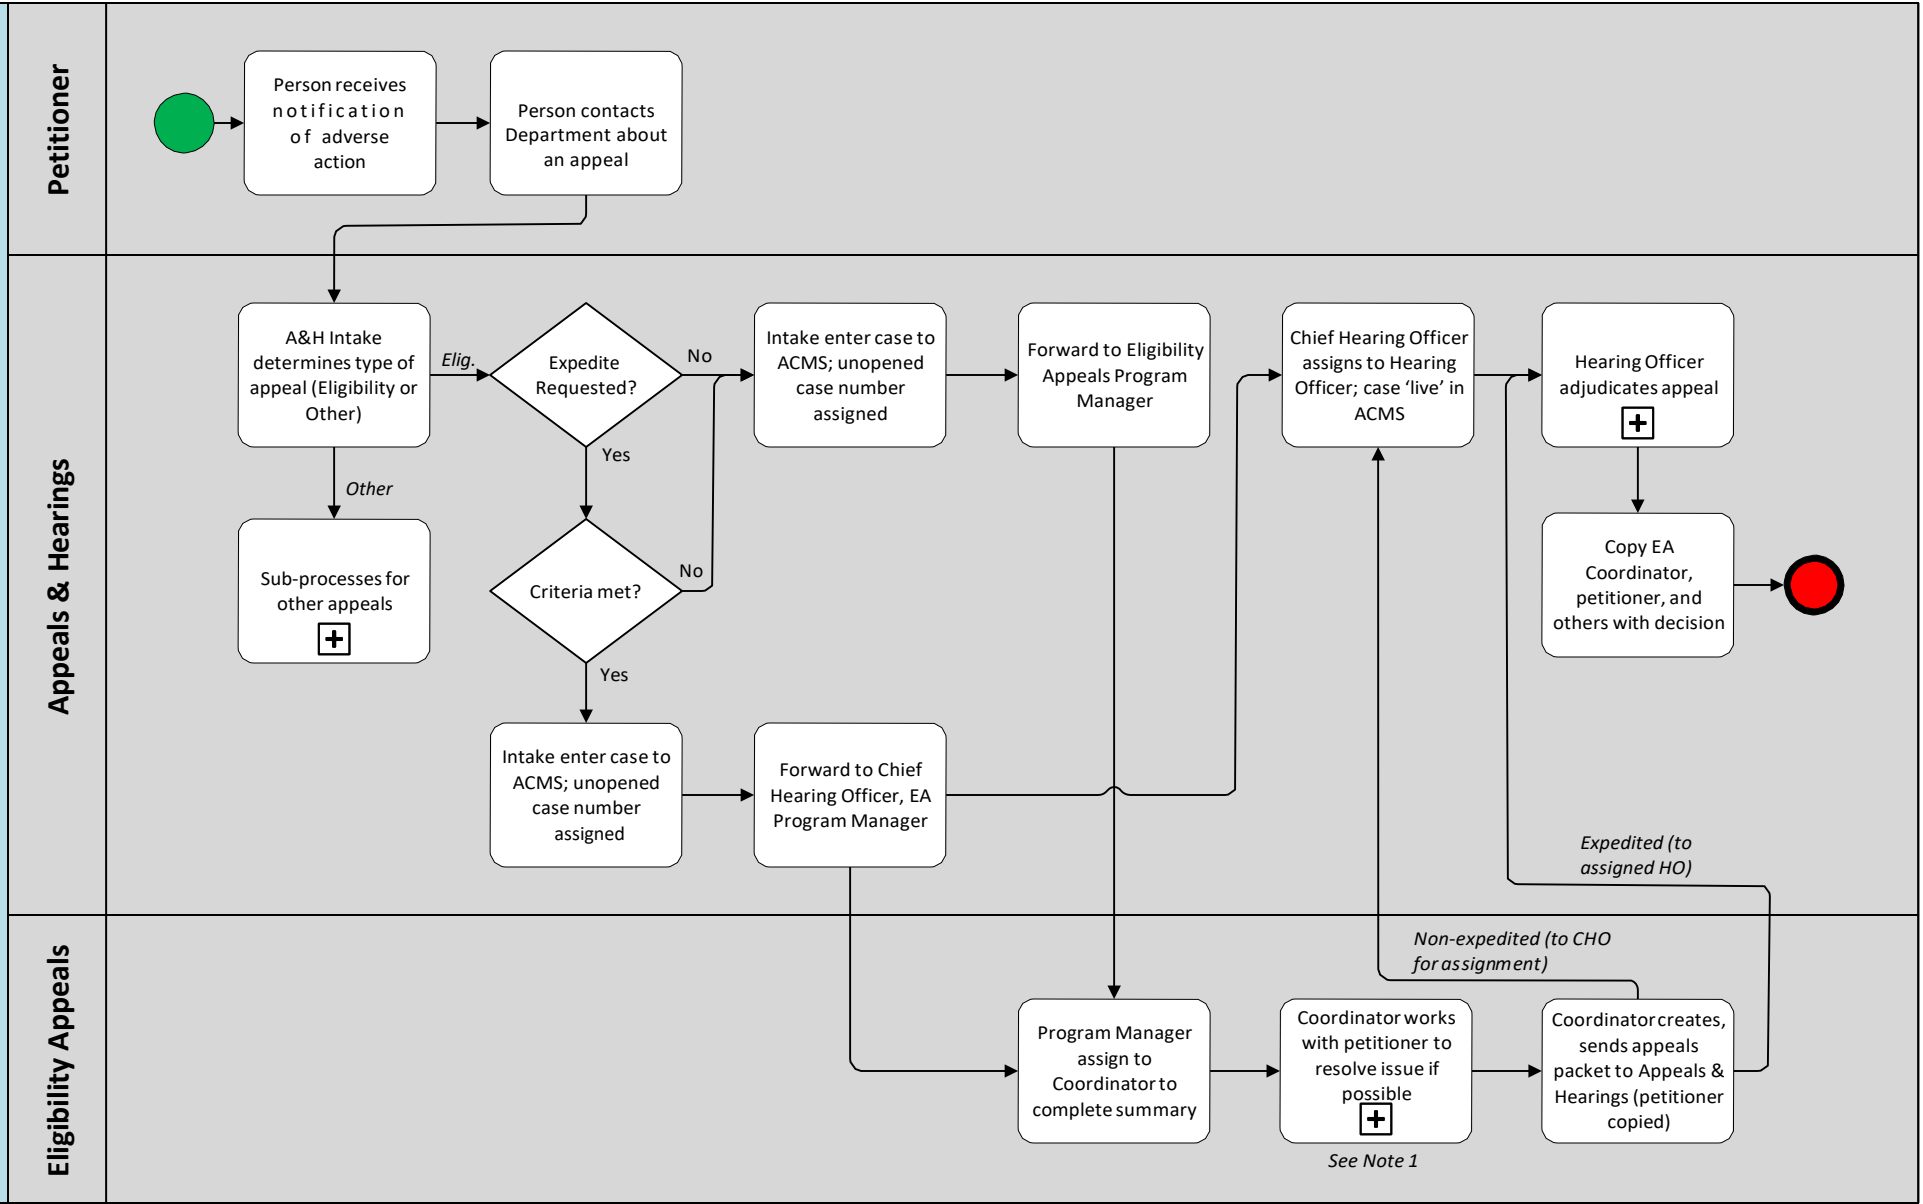 Petitioner
Person receives
notification
of adverse
action
Person contacts
Department about
an appeal
Appeals & Hearings
A&H Intake
determines type of
appeal (Eligibility or
Other)
Elig.
Other
Sub-processes for
other appeals
Expedite
Requested?
No
Yes
Criteria met?
No
Yes
Intake enter case to
ACMS; unopened
case number
assigned
Forward to Eligibility
Appeals Program
Manager
Chief Hearing Officer
assigns to Hearing
Officer; case ‘live’ in
ACMS
Hearing Officer
adjudicates appeal
Copy EA
Coordinator,
petitioner, and
others with decision
Intake enter case to
ACMS; unopened
case number
assigned
Forward to Chief
Hearing Officer, EA
Program Manager
Expedited (to
assigned HO)
Eligibility Appeals
Non-expedited (to CHO
for assignment)
Program Manager
assign to
Coordinator to
complete summary
Coordinator works
with petitioner to
resolve issue if
possible
See Note 1
Coordinator creates,
sends appeals
packet to Appeals &
Hearings (petitioner
copied)